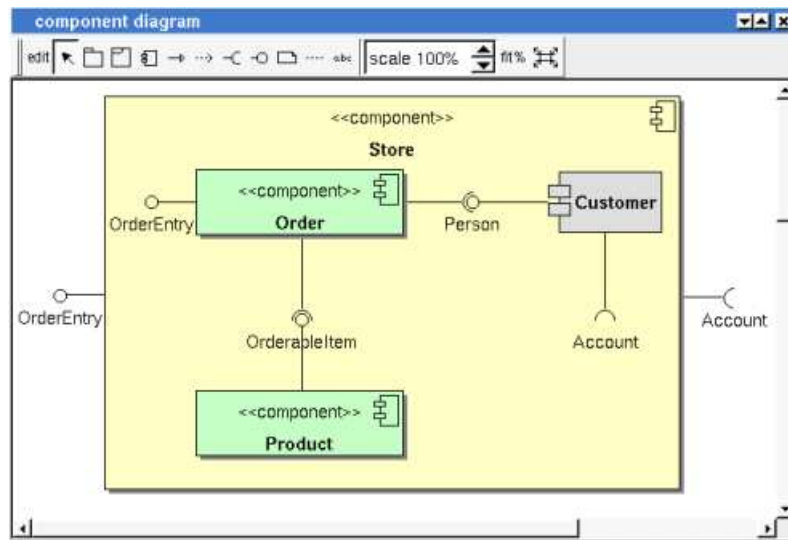 component diagram
edit abc scale 100% fit%
<<component>>
Store
<<component>>
Order
OrderEntry
Person
Customer
OrderEntry
OrderableItem
Account
Account
<<component>>
Product